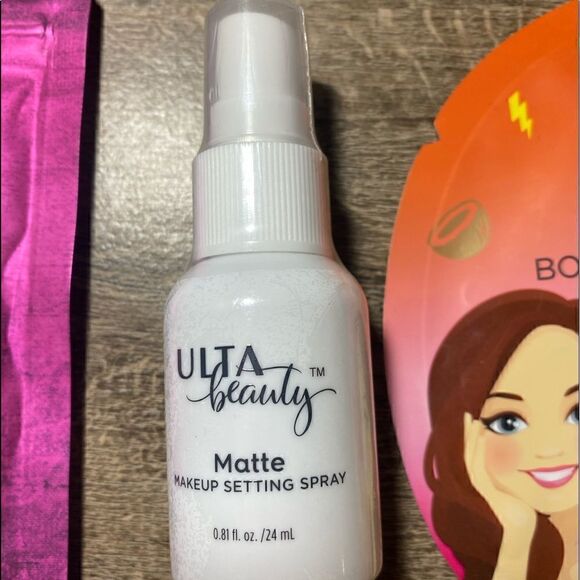 ULTA
beauty™
Matte
MAKEUP SETTING SPRAY
0.81 fl. oz. /24 mL
BO